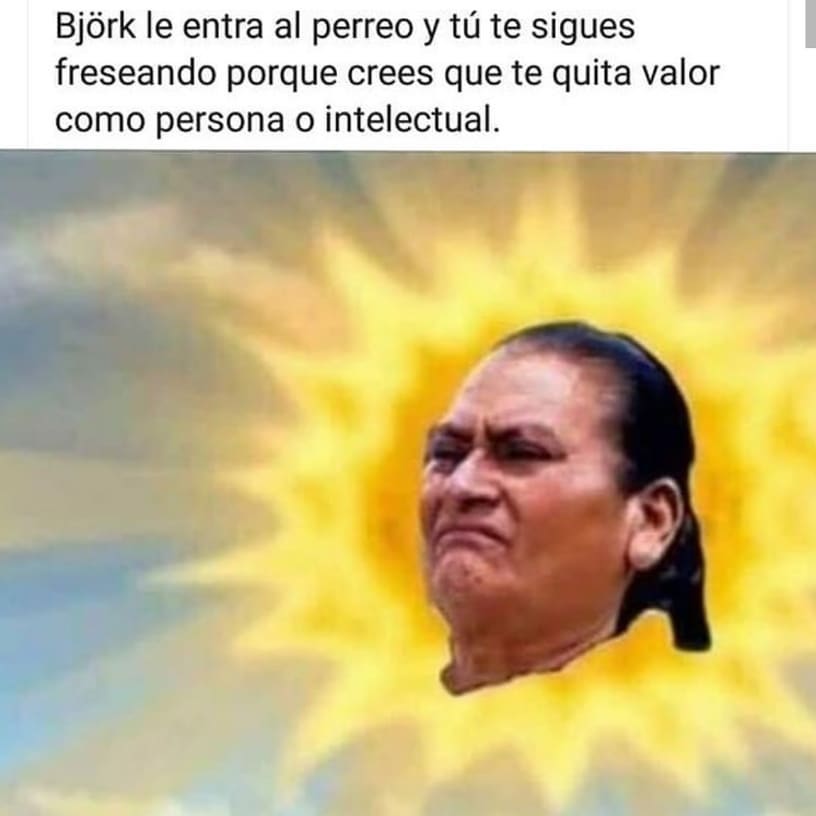 Björk le entra al perreo y tú te sigues
freseando porque crees que te quita valor
como persona o intelectual.